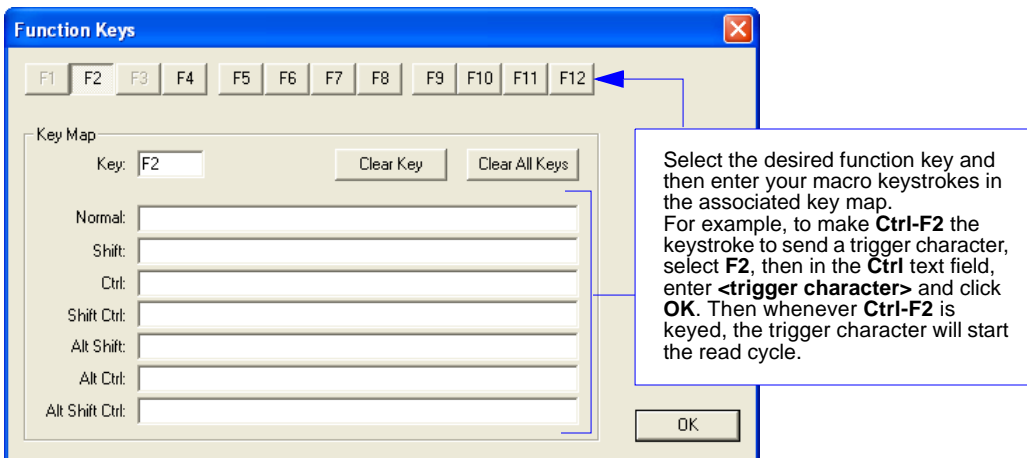 Function Keys
F1 F2 F3 F4 F5 F6 F7 F8 F9 F10 F11 F12
Key Map
Key: F2 Clear Key Clear All Keys
Normal:
Shift:
Ctrl:
Shift Ctrl:
Alt Shift:
Alt Ctrl:
Alt Shift Ctrl:
Select the desired function key and
then enter your macro keystrokes in
the associated key map.
For example, to make Ctrl-F2 the
keystroke to send a trigger character,
select F2, then in the Ctrl text field,
enter <trigger character> and click
OK. Then whenever Ctrl-F2 is
keyed, the trigger character will start
the read cycle.
OK